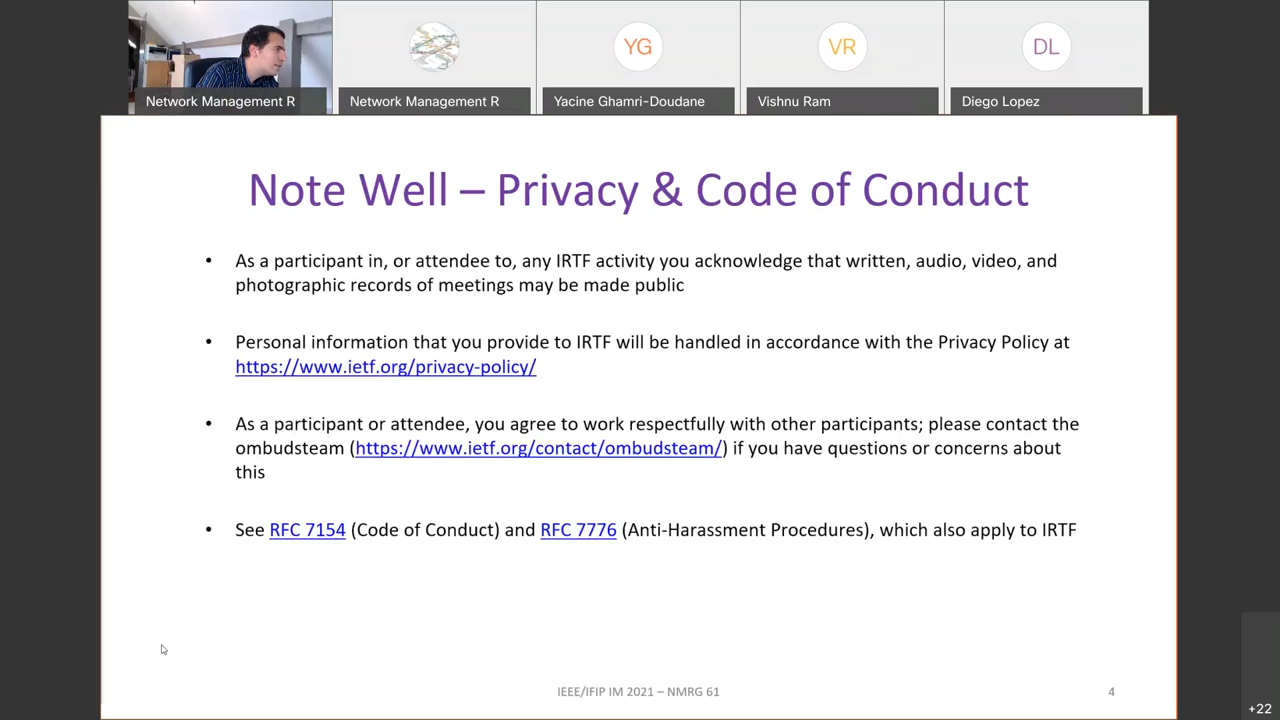 YG
VR
DL
Network Management R
Network Management R
Yacine Ghamri-Doudane
Vishnu Ram
Diego Lopez
Note Well – Privacy & Code of Conduct
• As a participant in, or attendee to, any IRTF activity you acknowledge that written, audio, video, and
photographic records of meetings may be made public
• Personal information that you provide to IRTF will be handled in accordance with the Privacy Policy at
https://www.ietf.org/privacy-policy/
• As a participant or attendee, you agree to work respectfully with other participants; please contact the
ombudsteam (https://www.ietf.org/contact/ombudsteam/) if you have questions or concerns about
this
• See RFC 7154 (Code of Conduct) and RFC 7776 (Anti-Harassment Procedures), which also apply to IRTF
IEEE/IFIP IM 2021 – NMRG 61
4
+22